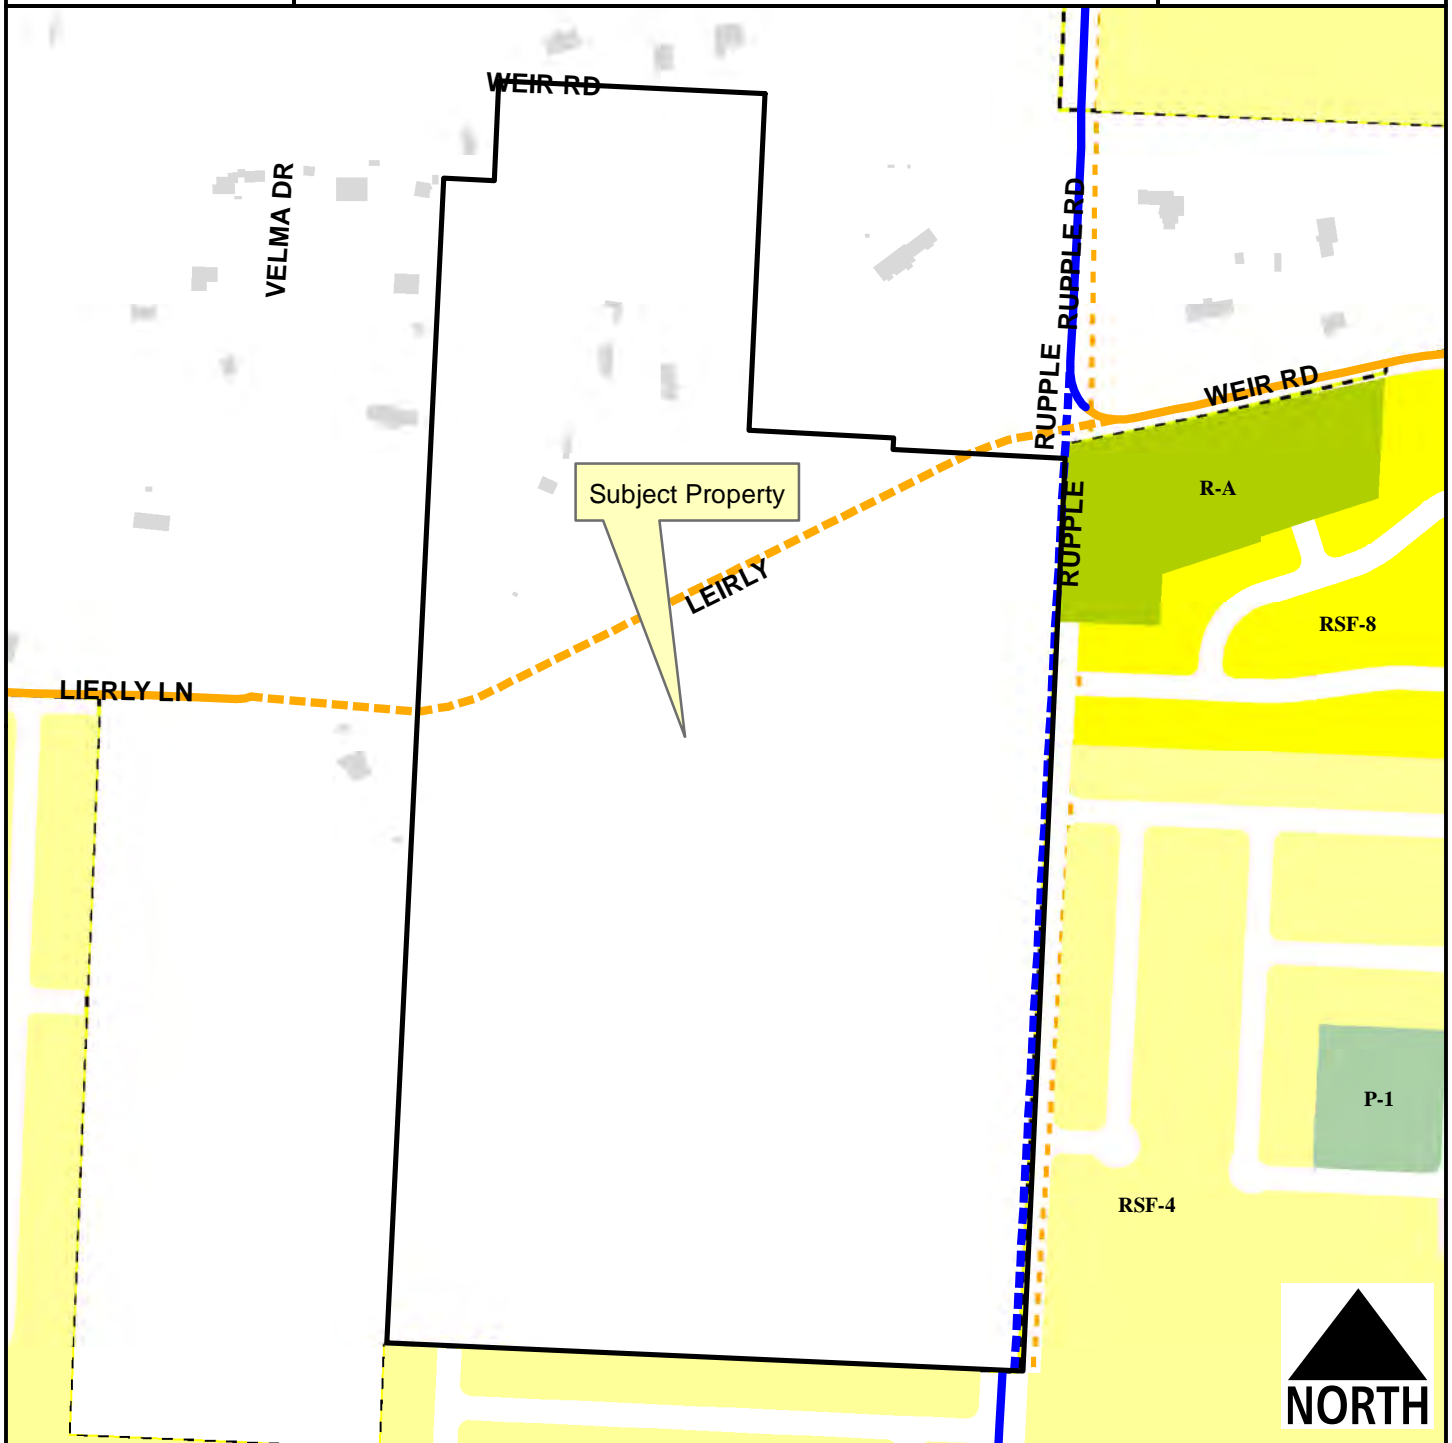 WEIR RD
VELMA DR
RUPPLE RD
RUPPLE
WEIR RD
Subject Property
R-A
RUPPLE
LEIRLY
RSF-8
LIERLY LN
P-1
RSF-4
NORTH